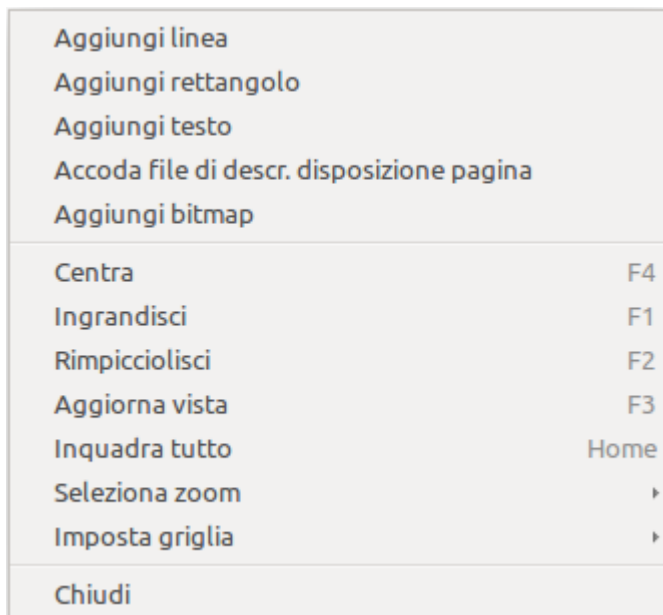 Aggiungi linea
Aggiungi rettangolo
Aggiungi testo
Accoda file di descr. disposizione pagina
Aggiungi bitmap
Centra F4
Ingrandisci F1
Rimpicciolisci F2
Aggiorna vista F3
Inquadra tutto Home
Seleziona zoom
Imposta griglia
Chiudi